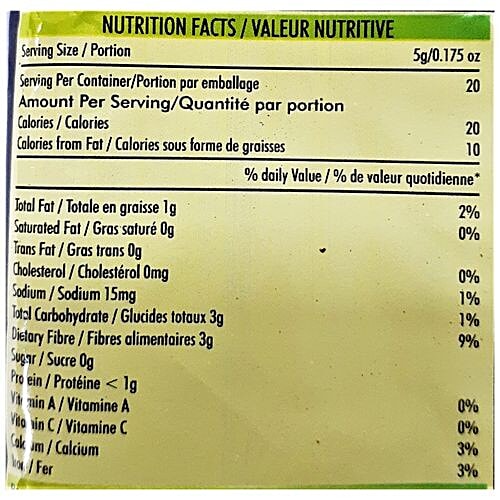 NUTRITION FACTS / VALEUR NUTRITIVE
Serving Size / Portion 5g/0.175 oz
Serving Per Container/Portion par emballage 20
Amount Per Serving/Quantité par portion
Calories / Calories 20
Calories from Fat / Calories sous forme de graisses 10
% daily Value / % de valeur quotidienne*
Total Fat / Totale en graisse 1g 2%
Saturated Fat / Gras saturé 0g 0%
Trans Fat / Gras trans 0g
Cholesterol / Cholestérol 0mg 0%
Sodium / Sodium 15mg 1%
Total Carbohydrate / Glucides totaux 3g 1%
Dietary Fibre / Fibres alimentaires 3g 9%
Sugar / Sucre 0g
Protein / Protéine < 1g
Vitamin A / Vitamine A 0%
Vitamin C / Vitamine C 0%
Calcium / Calcium 3%
Iron / Fer 3%